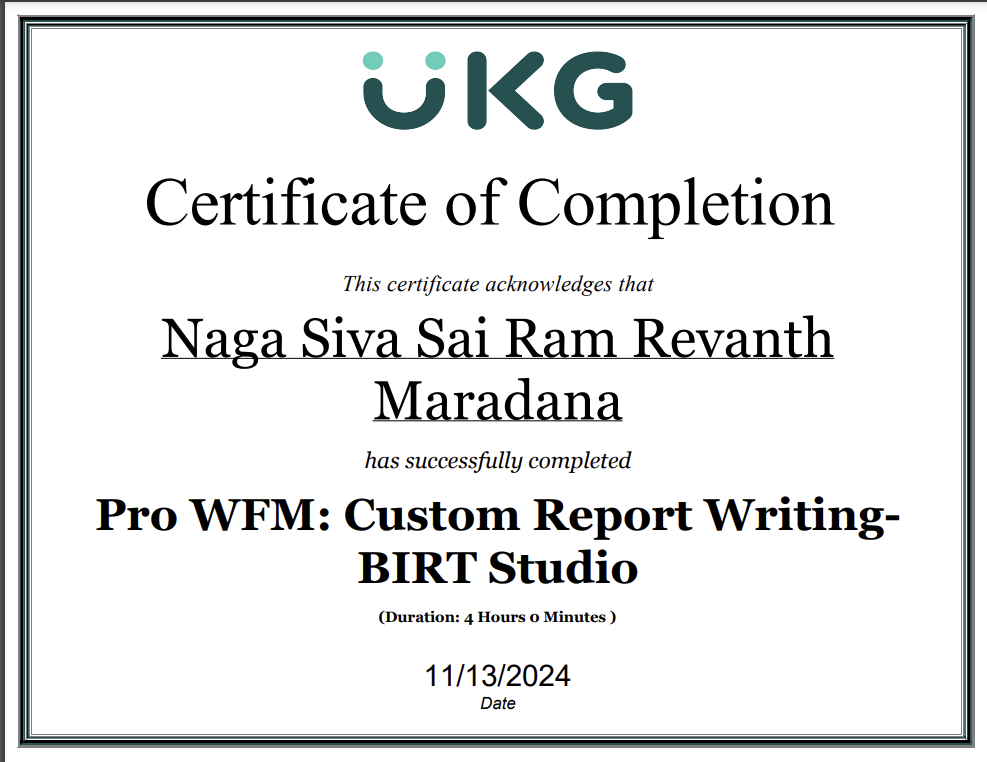 UKG
Certificate of Completion
This certificate acknowledges that
Naga Siva Sai Ram Revanth
Maradana
has successfully completed
Pro WFM: Custom Report Writing-
BIRT Studio
(Duration: 4 Hours 0 Minutes )
11/13/2024
Date